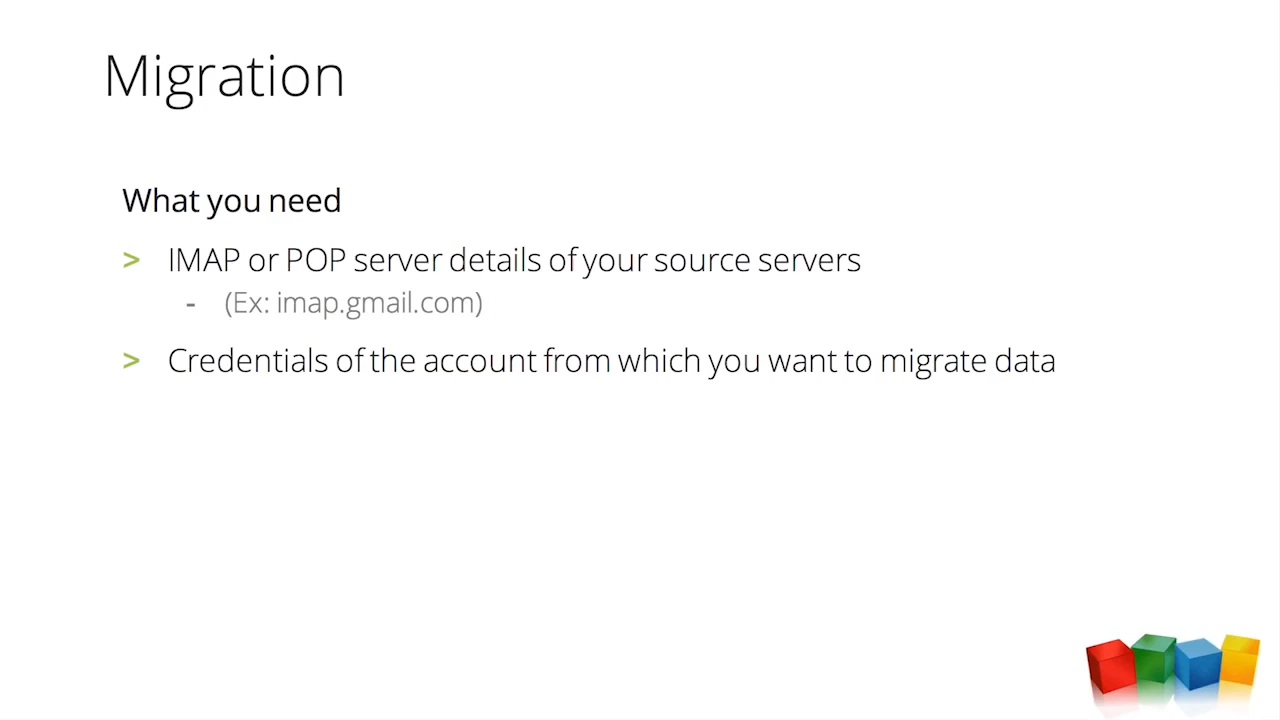 Migration
What you need
> IMAP or POP server details of your source servers
- (Ex: imap.gmail.com)
> Credentials of the account from which you want to migrate data